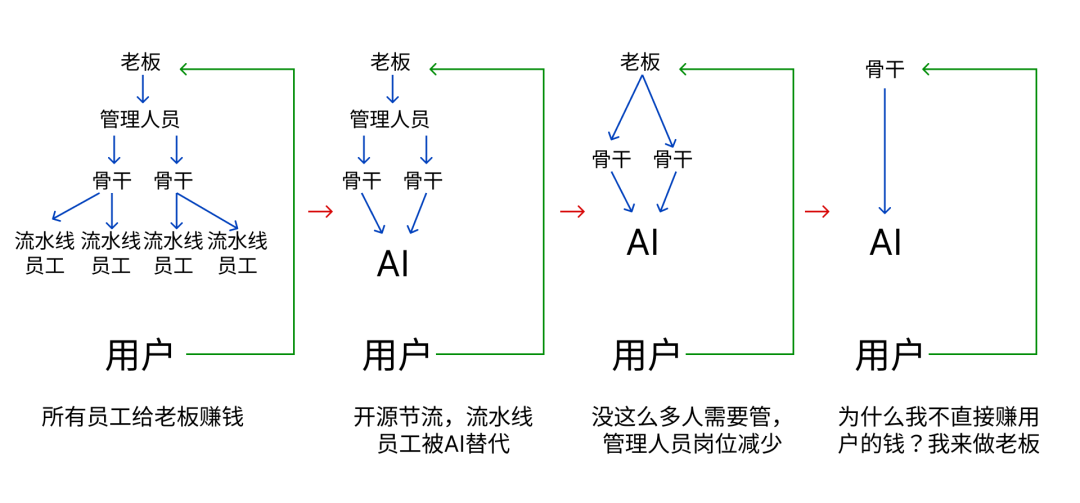 老板
管理人员
骨干 骨干
流水线 流水线 流水线 流水线
员工 员工 员工 员工
用户
所有员工给老板赚钱
老板
管理人员
骨干 骨干
AI
用户
开源节流，流水线
员工被AI替代
老板
骨干 骨干
AI
用户
没这么多人需要管，
管理人员岗位减少
骨干
AI
用户
为什么我不直接赚用
户的钱？我来做老板